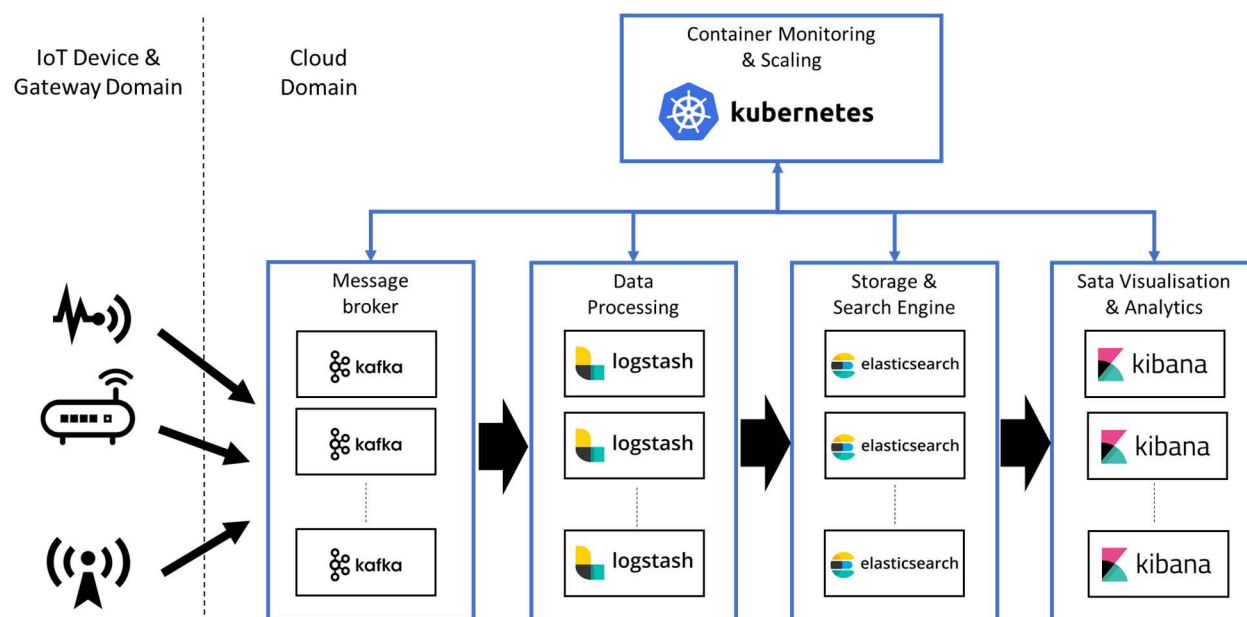 IoT Device &
Gateway Domain
Cloud
Domain
Container Monitoring
& Scaling
kubernetes
Message
broker
kafka
kafka
kafka
Data
Processing
logstash
logstash
logstash
Storage &
Search Engine
elasticsearch
elasticsearch
elasticsearch
Sata Visualisation
& Analytics
kibana
kibana
kibana